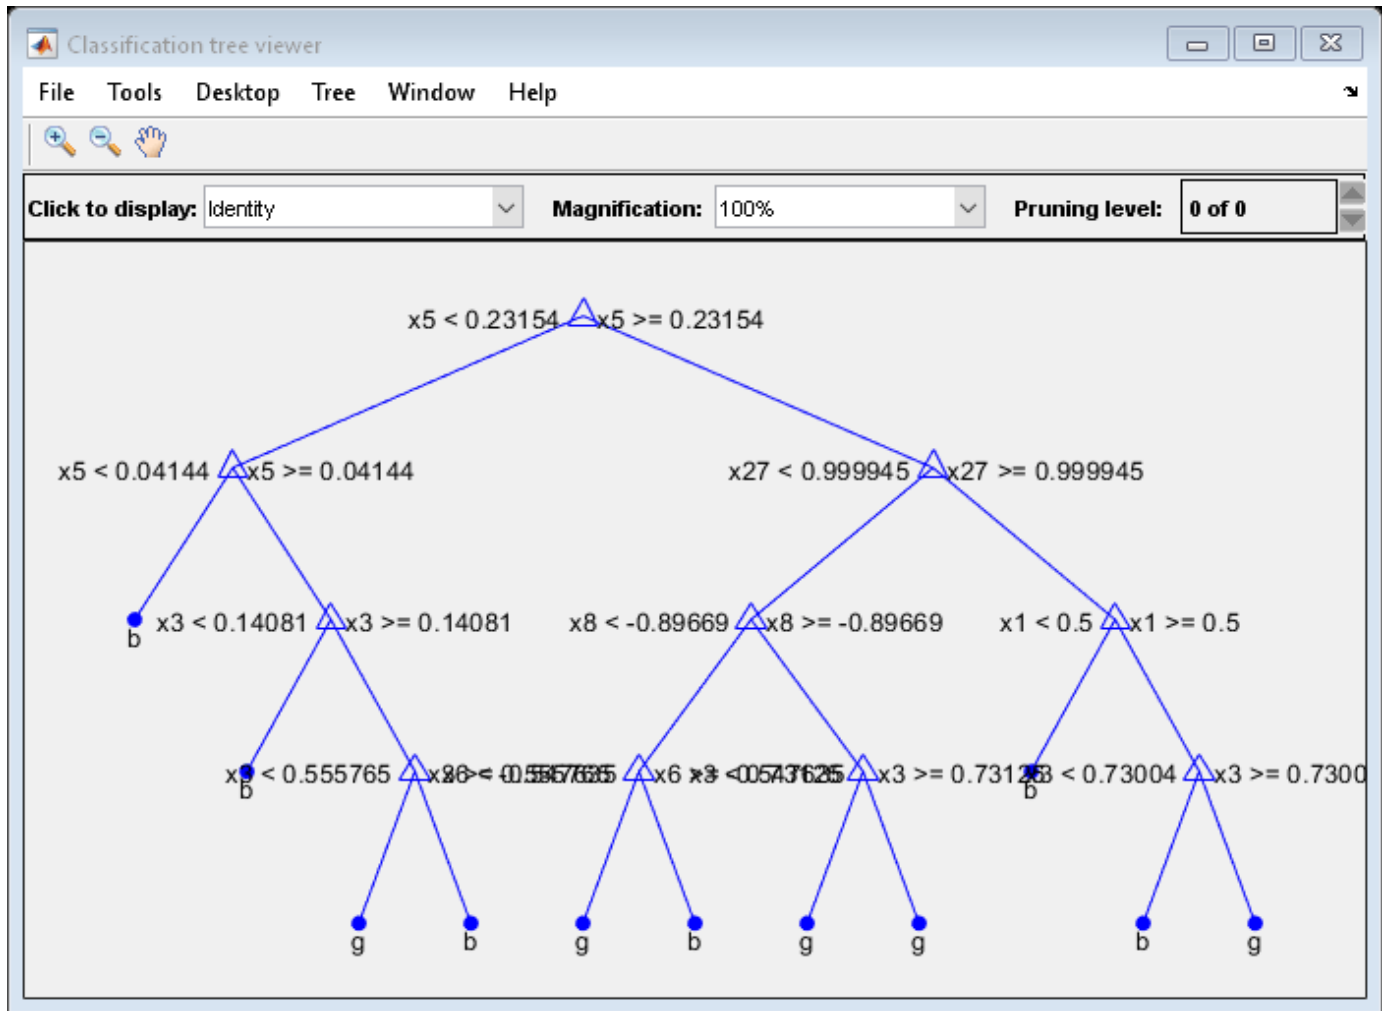 Classification tree viewer
File Tools Desktop Tree Window Help
Click to display: Identity Magnification: 100% Pruning level: 0 of 0
x5 < 0.23154 x5 >= 0.23154
x5 < 0.04144 x5 >= 0.04144 x27 < 0.999945 x27 >= 0.999945
b x3 < 0.14081 x3 >= 0.14081 x8 < -0.89669 x8 >= -0.89669 x1 < 0.5 x1 >= 0.5
b < 0.555765 x6 x3 >= 0.73125 b < 0.73004 x3 >= 0.7300
g b g b g g b g